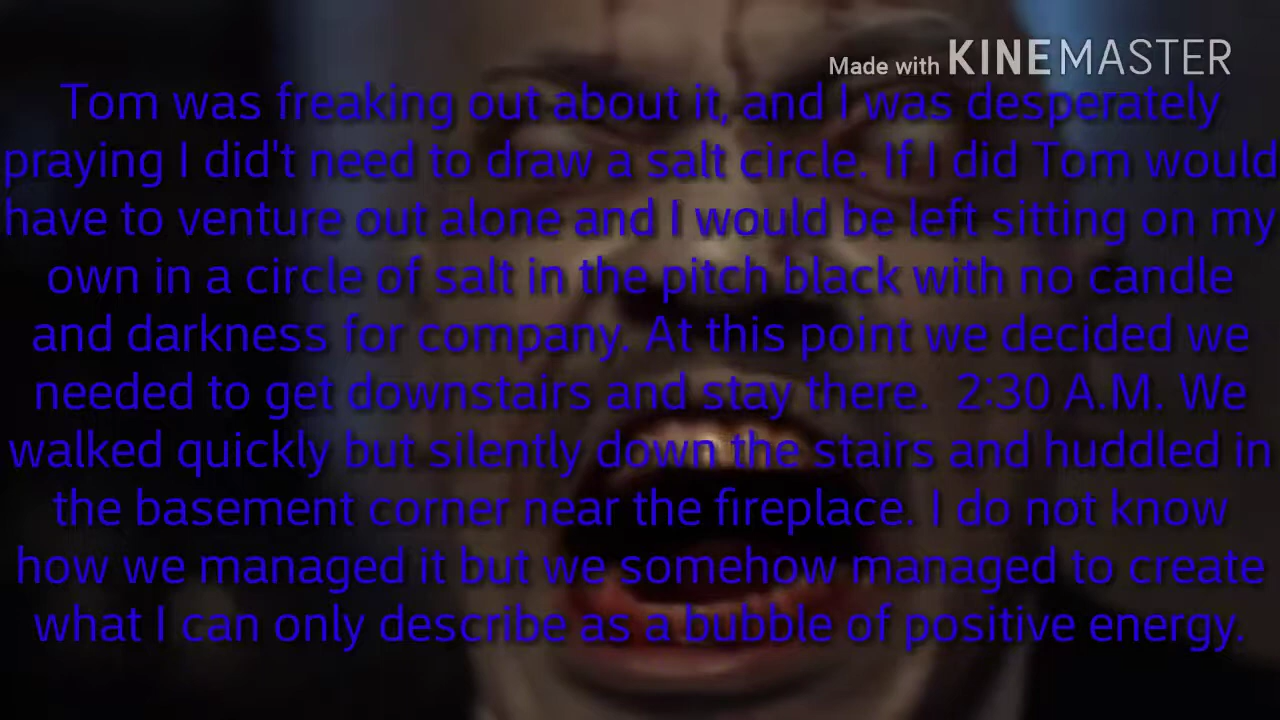 Made with KINEMASTER
Tom was freaking out about it, and I was desperately
praying I did't need to draw a salt circle. If I did Tom would
have to venture out alone and I would be left sitting on my
own in a circle of salt in the pitch black with no candle
and darkness for company. At this point we decided we
needed to get downstairs and stay there.  2:30 A.M. We
walked quickly but silently down the stairs and huddled in
the basement corner near the fireplace. I do not know
how we managed it but we somehow managed to create
what I can only describe as a bubble of positive energy.